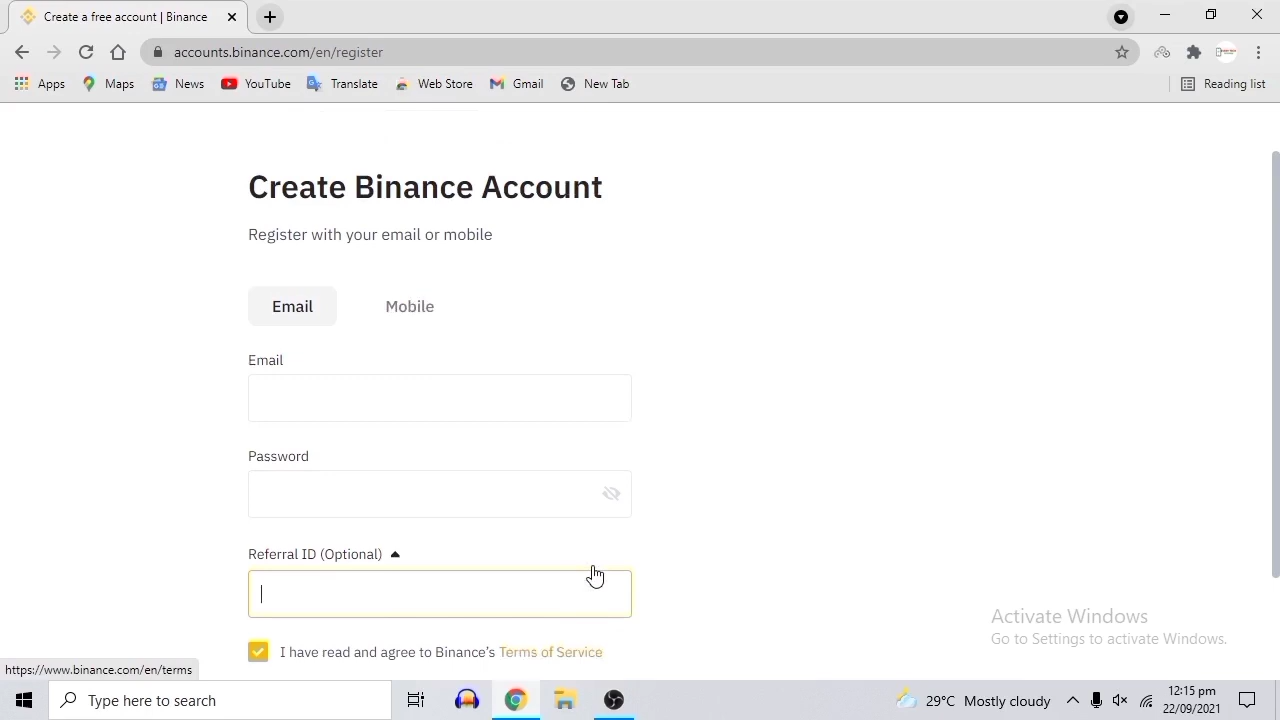 Create a free account | Binance
accounts.binance.com/en/register
Apps Maps News YouTube Translate Web Store Gmail New Tab Reading list
Create Binance Account
Register with your email or mobile
Email Mobile
Email
Password
Referral ID (Optional)
I have read and agree to Binance's Terms of Service
Activate Windows
Go to Settings to activate Windows.
https://www.binance.com/en/terms
Type here to search
29°C Mostly cloudy
12:15 pm
22/09/2021